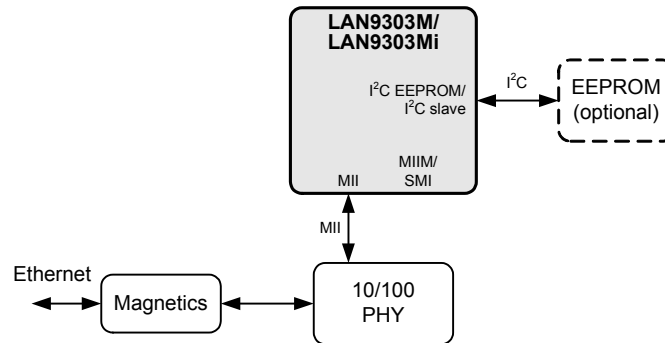 LAN9303M/
LAN9303Mi
I²C EEPROM/
I²C slave
I²C
EEPROM
(optional)
MIIM/
SMI
MII
MII
Ethernet
Magnetics
10/100
PHY